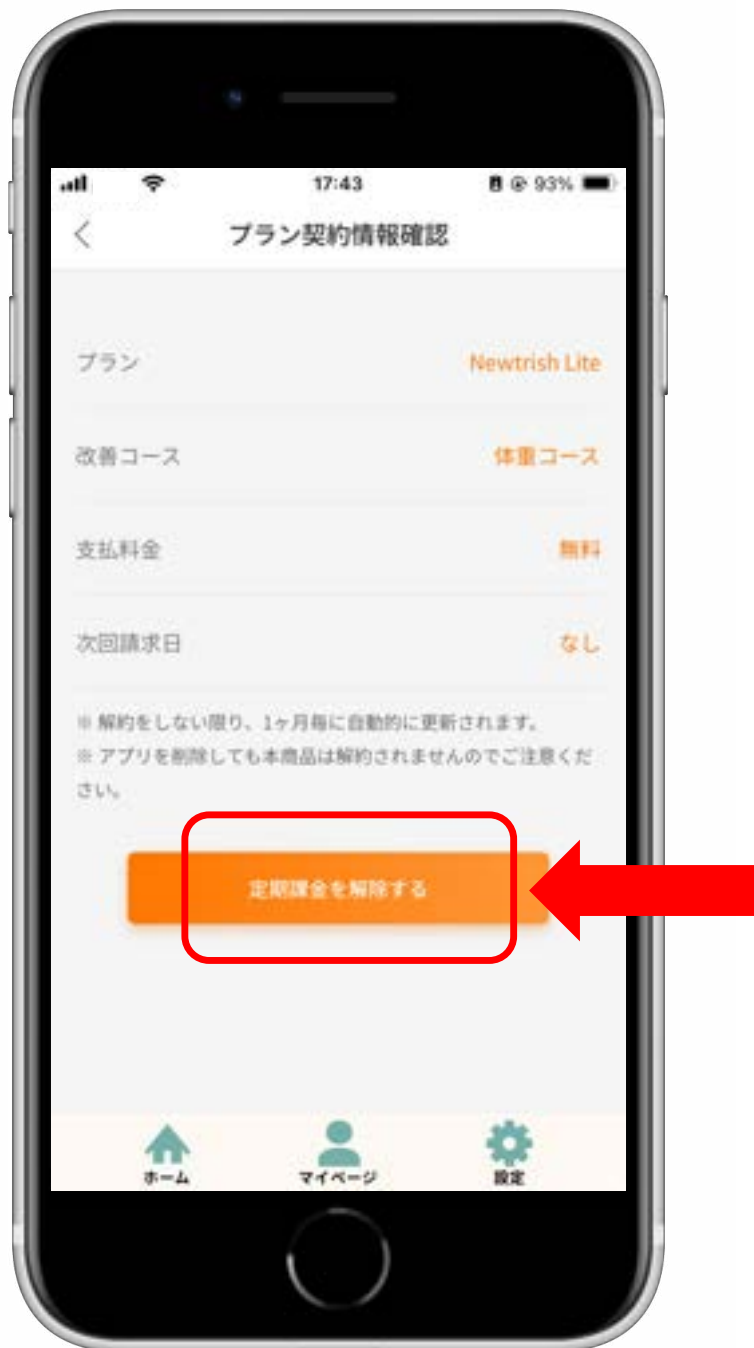 17:43
93%
プラン契約情報確認
プラン
Newtrish Lite
改善コース
体重コース
支払料金
無料
次回請求日
なし
※ 解約をしない限り、1ヶ月毎に自動的に更新されます。
※ アプリを削除しても本商品は解約されませんのでご注意くだ
さい。
定期課金を解除する
ホーム
マイページ
設定